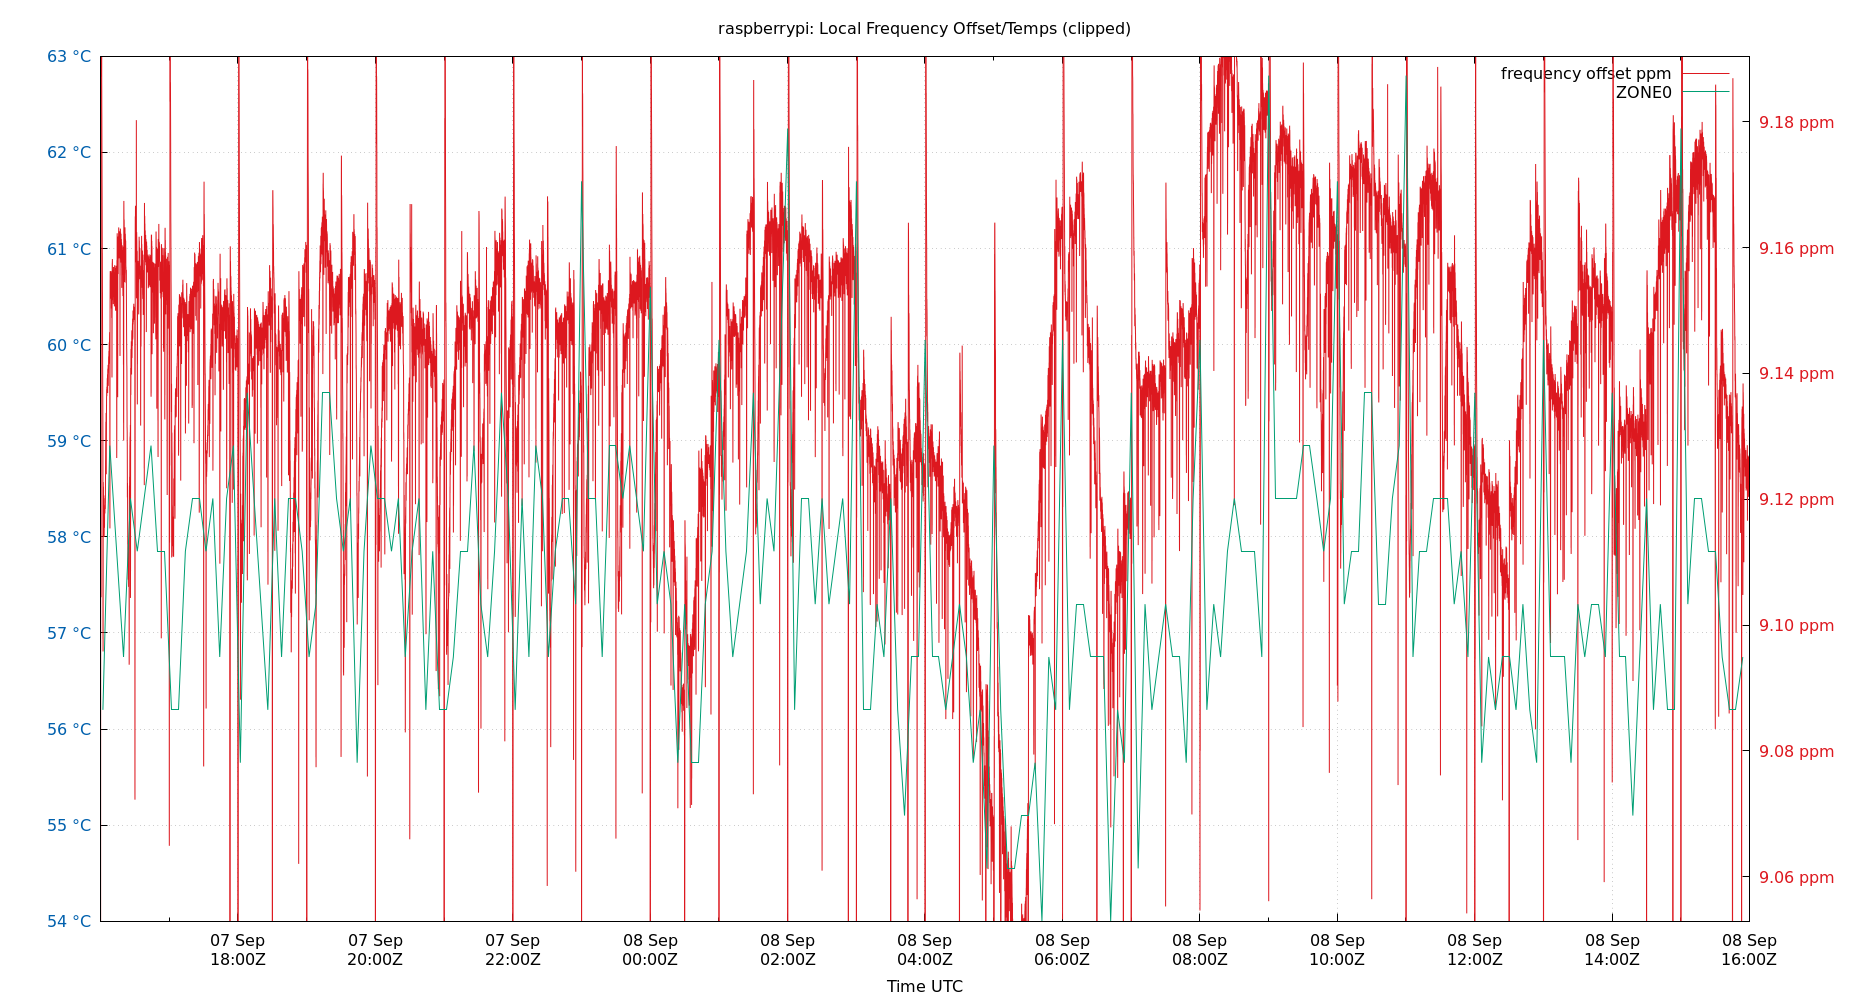 raspberrypi: Local Frequency Offset/Temps (clipped)
63 °C
62 °C
61 °C
60 °C
59 °C
58 °C
57 °C
56 °C
55 °C
54 °C
frequency offset ppm
ZONE0
9.18 ppm
9.16 ppm
9.14 ppm
9.12 ppm
9.10 ppm
9.08 ppm
9.06 ppm
07 Sep 07 Sep 07 Sep 08 Sep 08 Sep 08 Sep 08 Sep 08 Sep 08 Sep 08 Sep 08 Sep 08 Sep
18:00Z 20:00Z 22:00Z 00:00Z 02:00Z 04:00Z 06:00Z 08:00Z 10:00Z 12:00Z 14:00Z 16:00Z
Time UTC